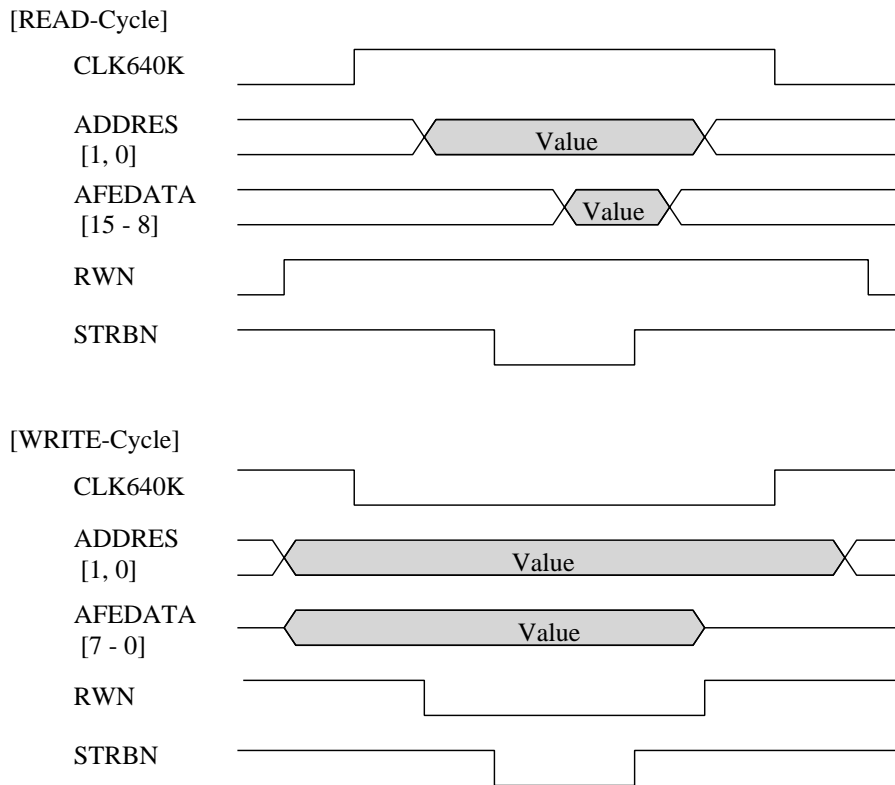 [READ-Cycle]
CLK640K
ADDRES
[1, 0]
Value
AFEDATA
[15 - 8]
Value
RWN
STRBN
[WRITE-Cycle]
CLK640K
ADDRES
[1, 0]
Value
AFEDATA
[7 - 0]
Value
RWN
STRBN